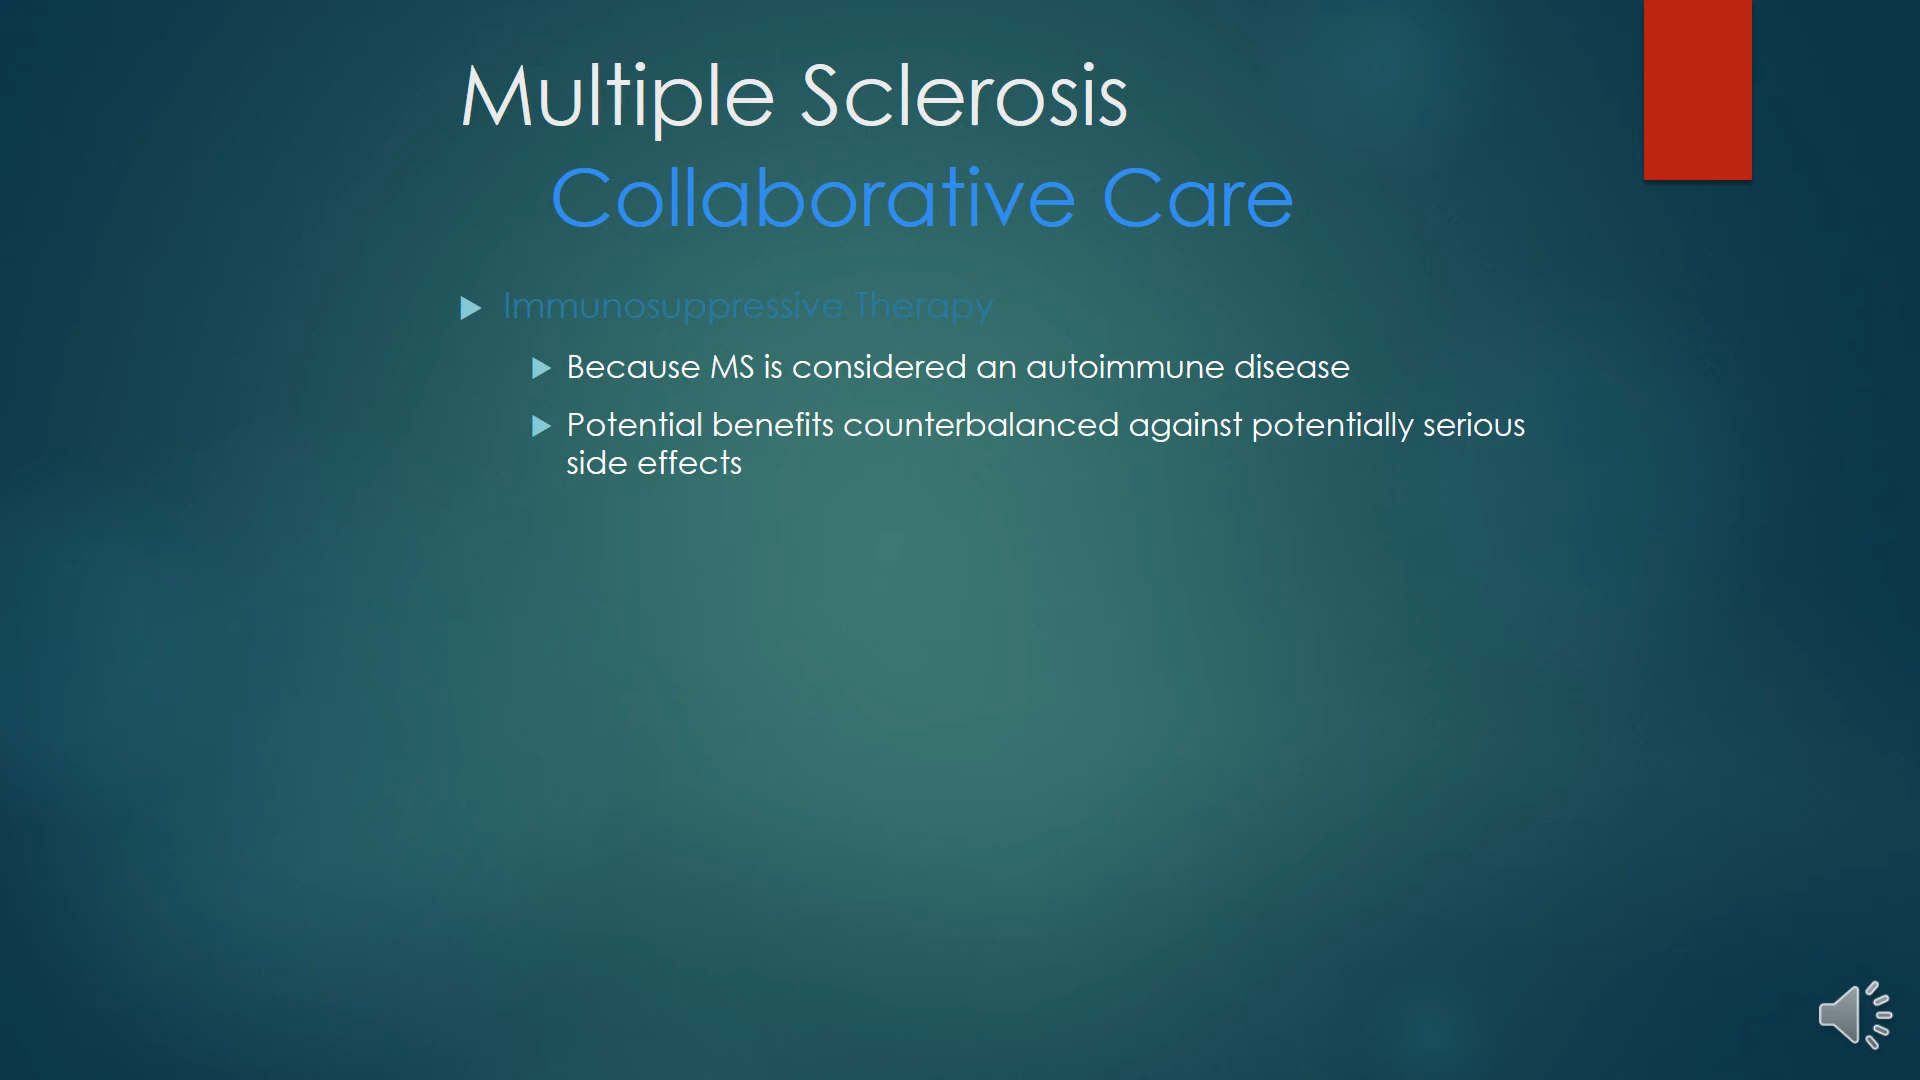 Multiple Sclerosis
Collaborative Care
Immunosuppressive Therapy
Because MS is considered an autoimmune disease
Potential benefits counterbalanced against potentially serious
side effects